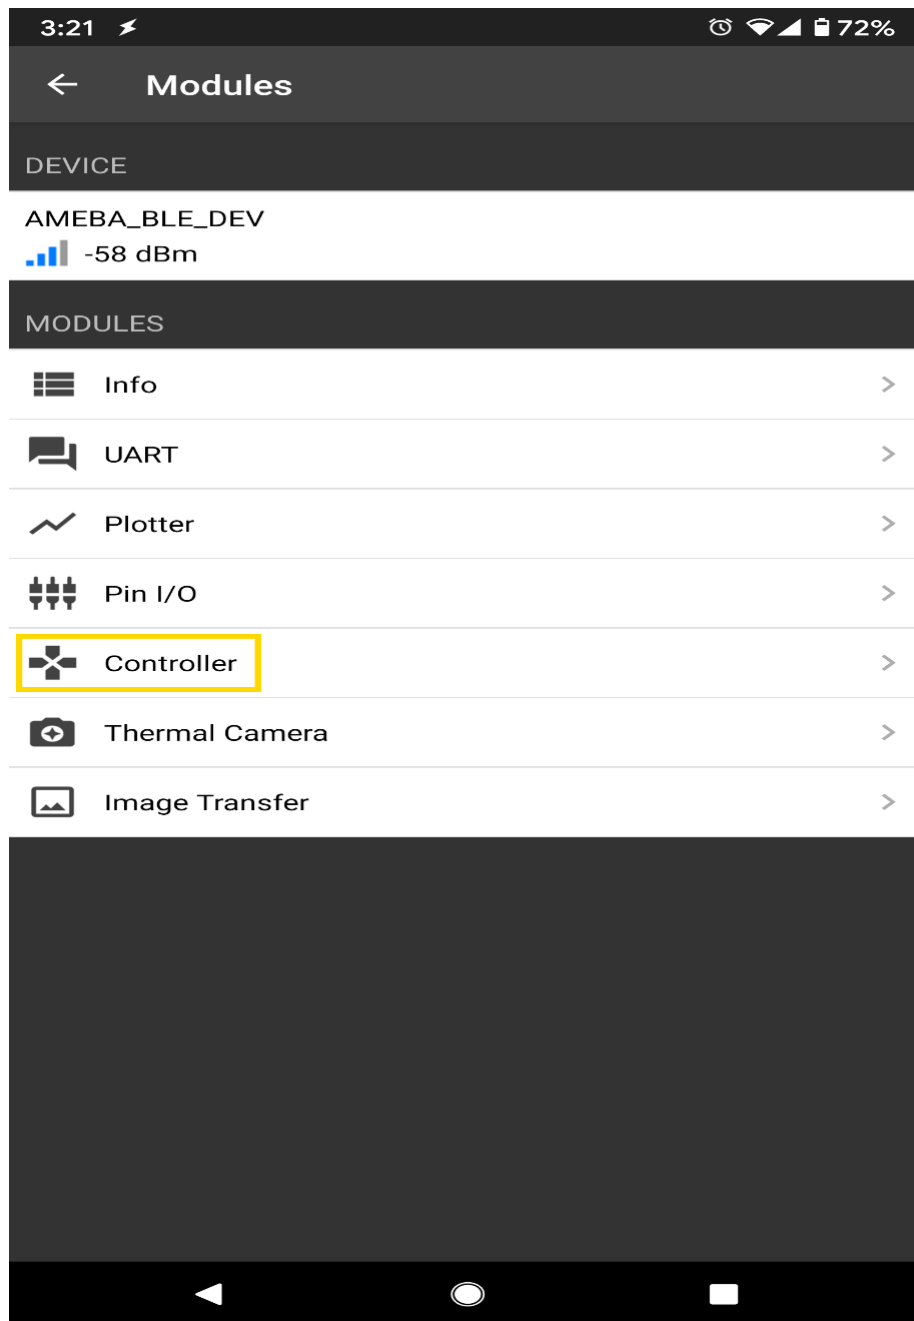 3:21 72%
Modules
DEVICE
AMEBA_BLE_DEV
-58 dBm
MODULES
Info
UART
Plotter
Pin I/O
Controller
Thermal Camera
Image Transfer